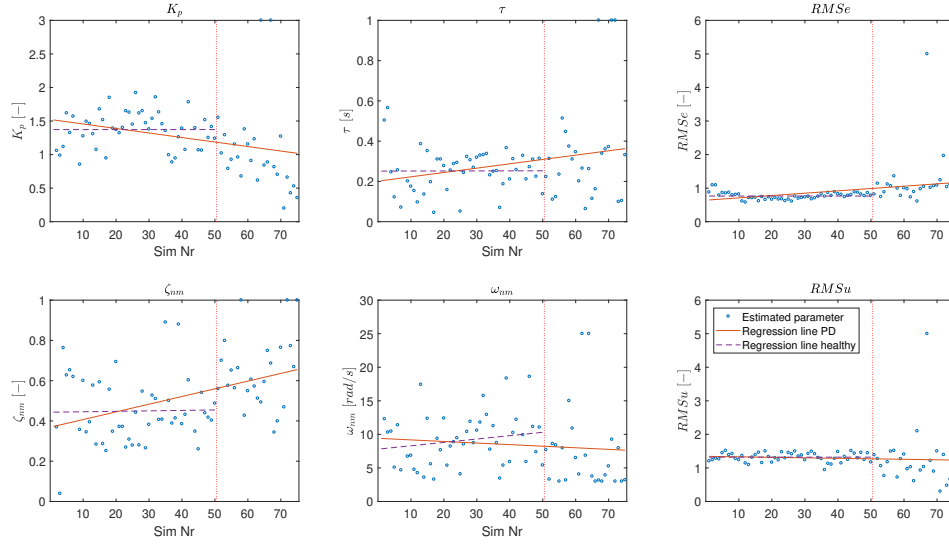 K_p
3
2.5
2
1.5
1
0.5
0
K_p [−]
10 20 30 40 50 60 70
Sim Nr
τ
1
0.8
0.6
0.4
0.2
0
τ [s]
10 20 30 40 50 60 70
Sim Nr
RMSe
6
5
4
3
2
1
0
RMSe [−]
10 20 30 40 50 60 70
ζ_nm
1
0.8
0.6
0.4
0.2
0
ζ_nm [−]
10 20 30 40 50 60 70
Sim Nr
ω_nm
30
25
20
15
10
5
0
ω_nm [rad/s]
10 20 30 40 50 60 70
Sim Nr
RMSu
6
5
4
3
2
1
0
RMSu [−]
Estimated parameter
Regression line PD
Regression line healthy
10 20 30 40 50 60 70